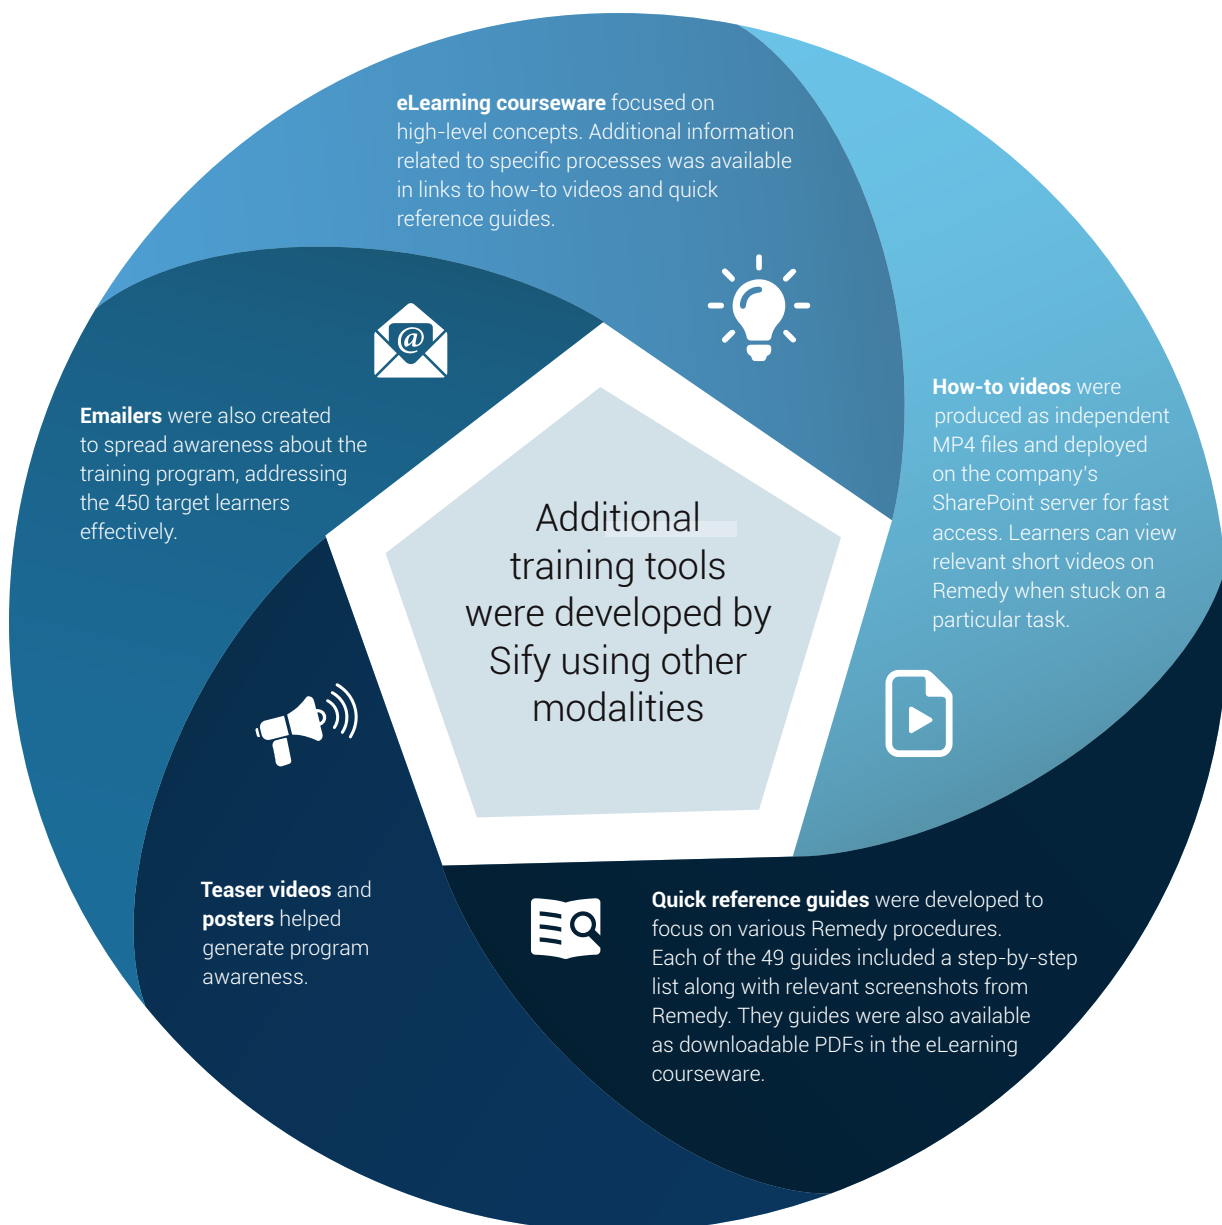 eLearning courseware focused on
high-level concepts. Additional information
related to specific processes was available
in links to how-to videos and quick
reference guides.
How-to videos were
produced as independent
MP4 files and deployed
on the company's
SharePoint server for fast
access. Learners can view
relevant short videos on
Remedy when stuck on a
particular task.
Quick reference guides were developed to
focus on various Remedy procedures.
Each of the 49 guides included a step-by-step
list along with relevant screenshots from
Remedy. They guides were also available
as downloadable PDFs in the eLearning
courseware.
Teaser videos and
posters helped
generate program
awareness.
@
Emailers were also created
to spread awareness about the
training program, addressing
the 450 target learners
effectively.
Additional
training tools
were developed by
Sify using other
modalities